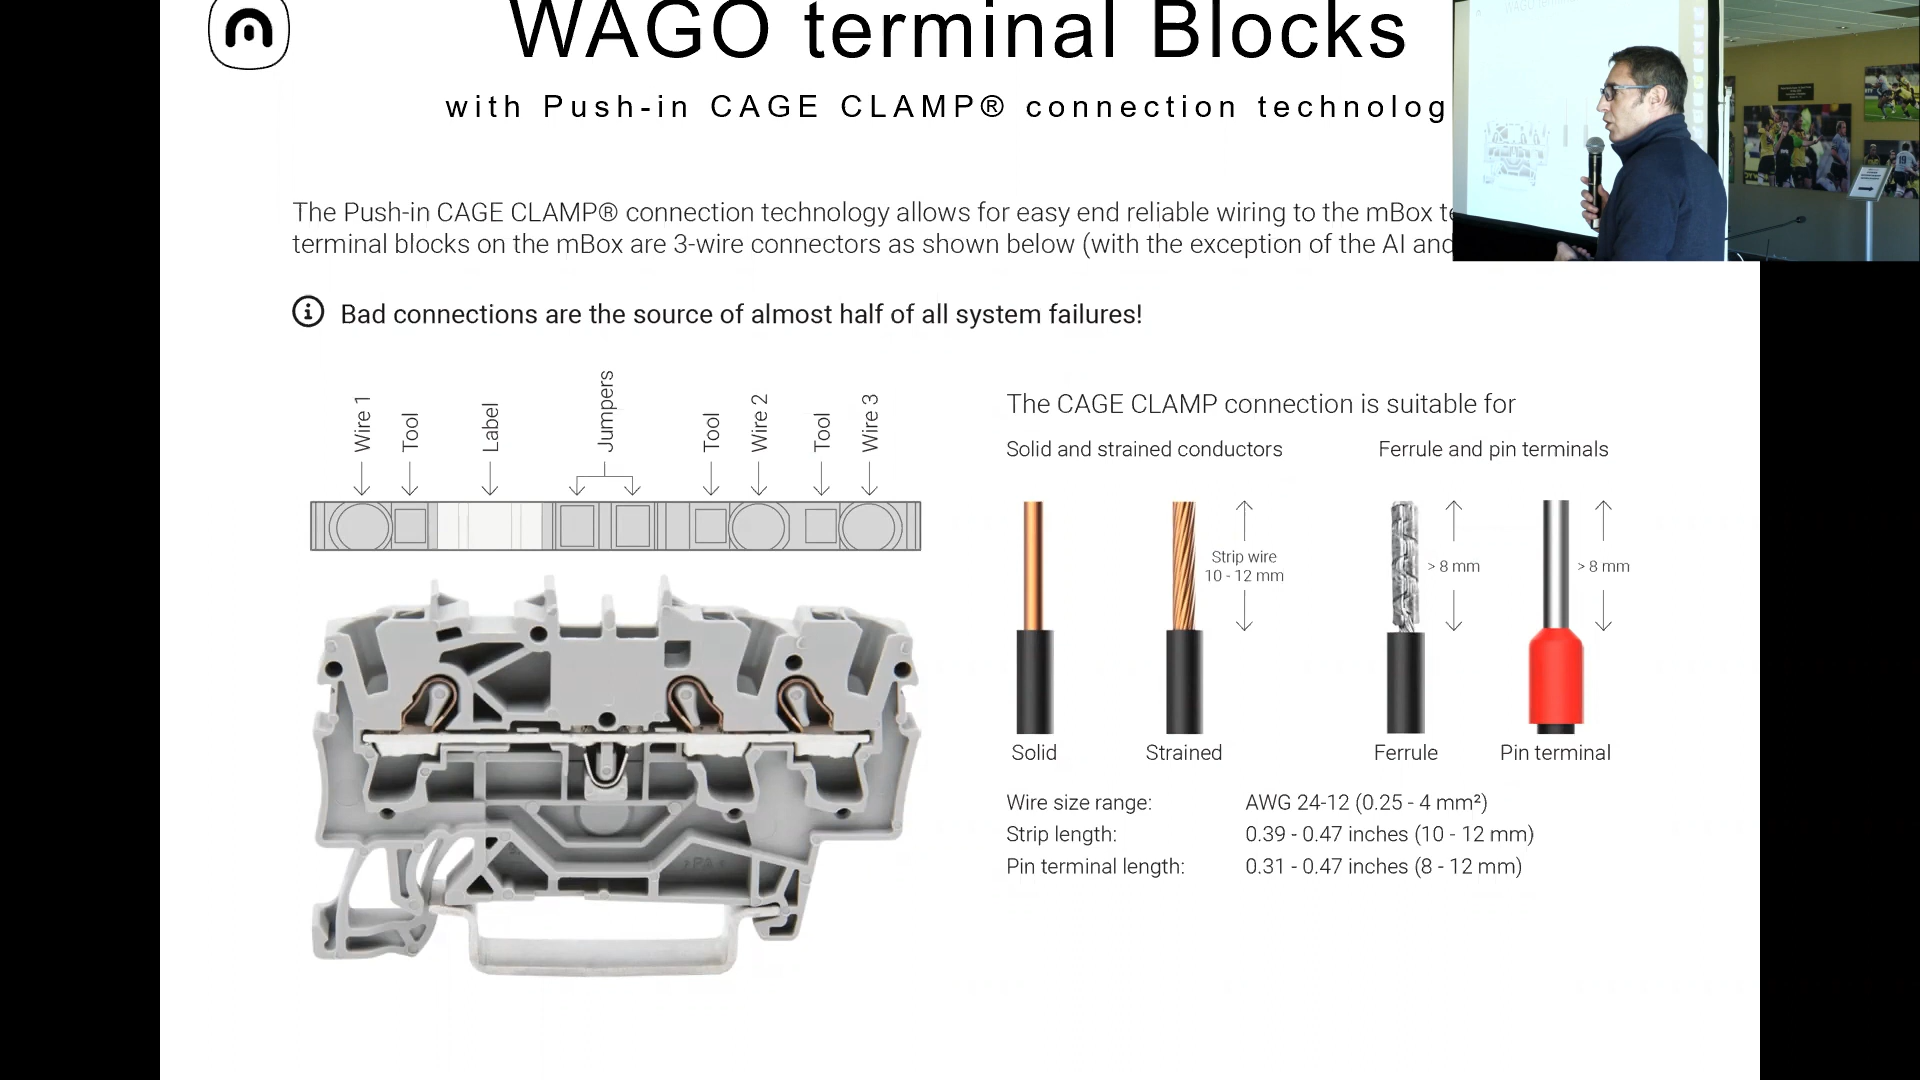 WAGO terminal Blocks
with Push-in CAGE CLAMP® connection technolog
The Push-in CAGE CLAMP® connection technology allows for easy end reliable wiring to the mBox te
terminal blocks on the mBox are 3-wire connectors as shown below (with the exception of the AI and
Bad connections are the source of almost half of all system failures!
Wire 1
Tool
Label
Jumpers
Tool
Wire 2
Tool
Wire 3
The CAGE CLAMP connection is suitable for
Solid and strained conductors
Ferrule and pin terminals
Strip wire
10 - 12 mm
> 8 mm
> 8 mm
Solid
Strained
Ferrule
Pin terminal
Wire size range: AWG 24-12 (0.25 - 4 mm²)
Strip length: 0.39 - 0.47 inches (10 - 12 mm)
Pin terminal length: 0.31 - 0.47 inches (8 - 12 mm)
>PA<